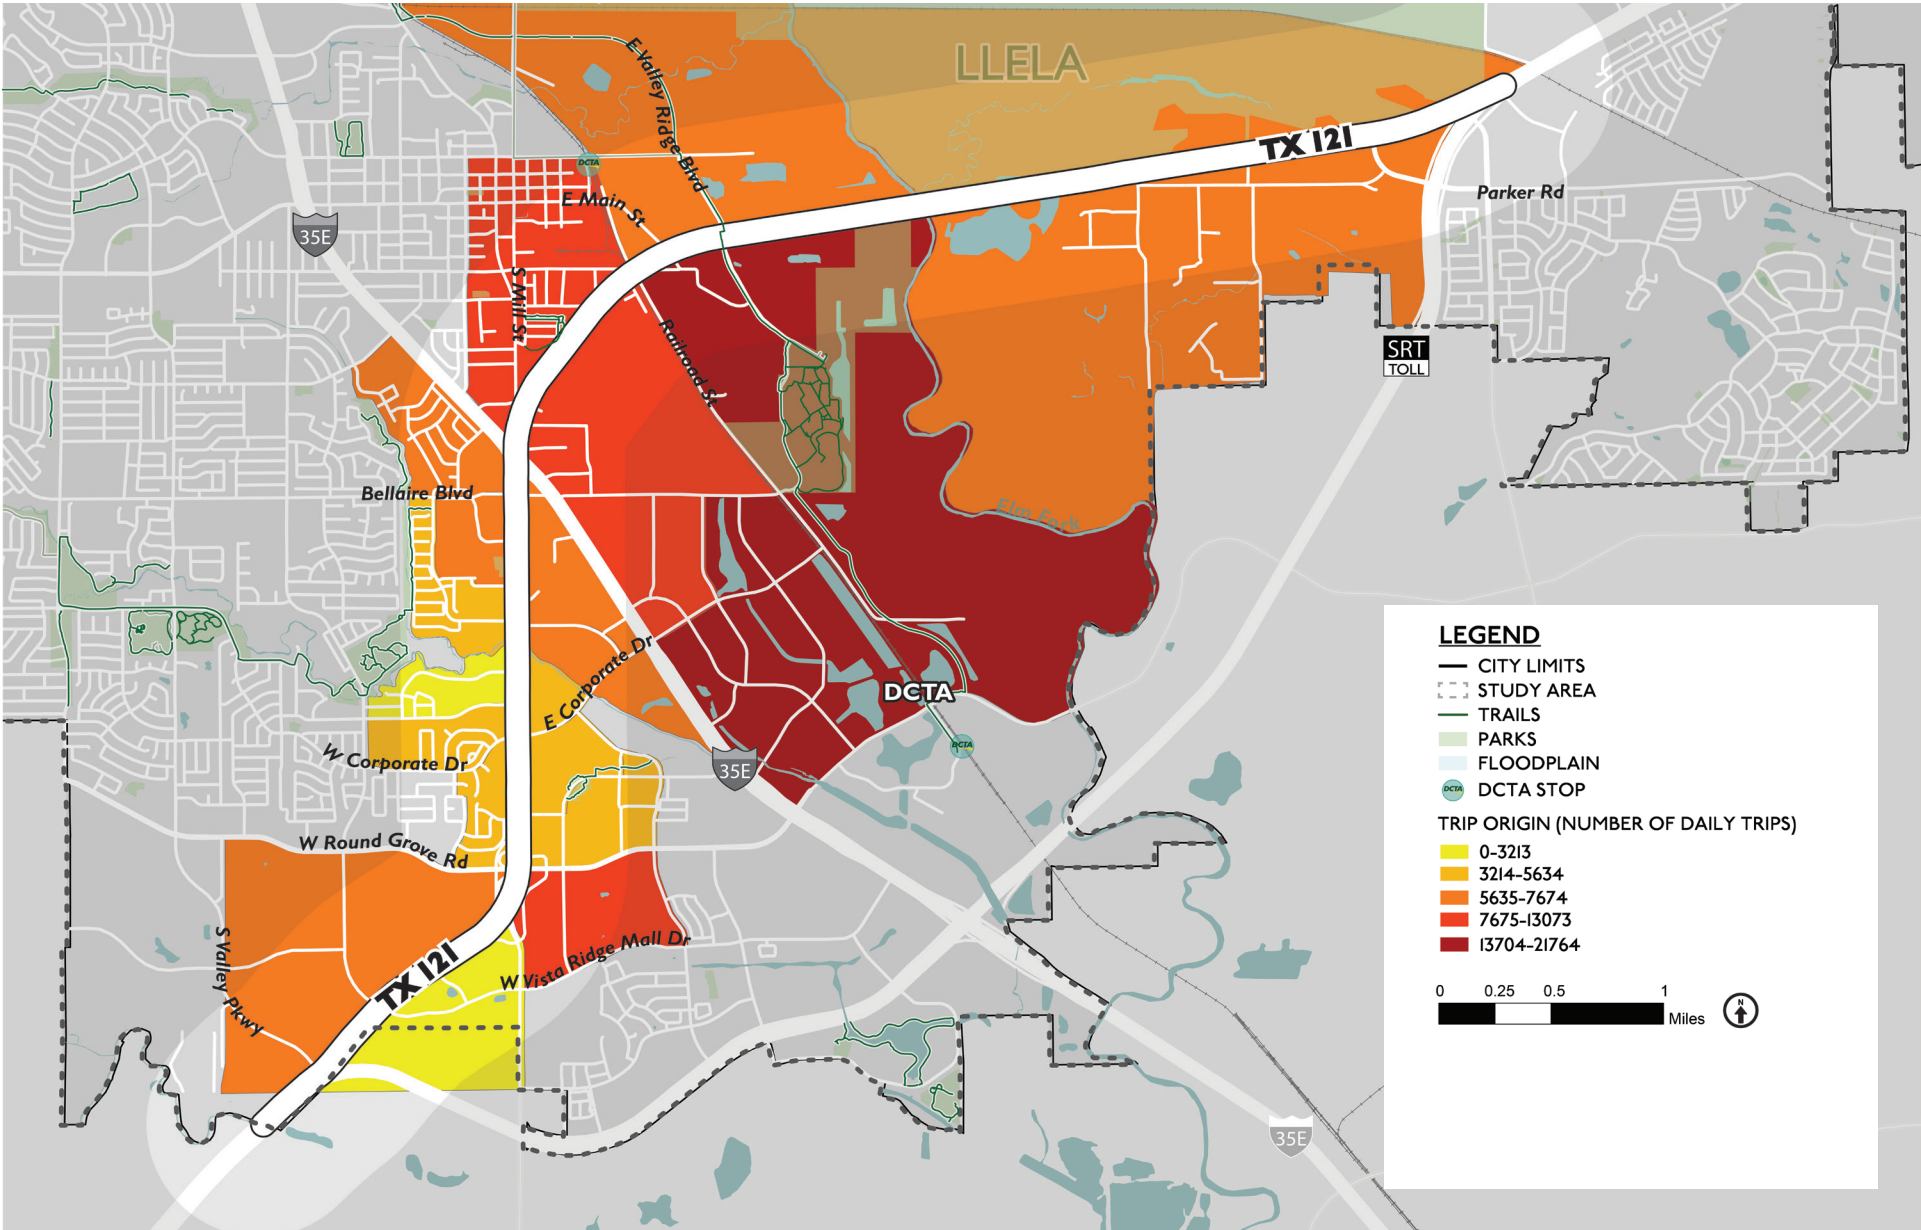 LLELA
E Valley Ridge Blvd
TX 121
DCTA
E Main St
Parker Rd
35E
S Mill St
Railroad St
SRT
TOLL
Bellaire Blvd
Elm Fork
E Corporate Dr
DCTA
W Corporate Dr
DCTA
35E
W Round Grove Rd
S Valley Pkwy
TX 121
W Vista Ridge Mall Dr
35E
LEGEND
CITY LIMITS
STUDY AREA
TRAILS
PARKS
FLOODPLAIN
DCTA DCTA STOP
TRIP ORIGIN (NUMBER OF DAILY TRIPS)
0-3213
3214-5634
5635-7674
7675-13073
13704-21764
0 0.25 0.5 1
Miles
N